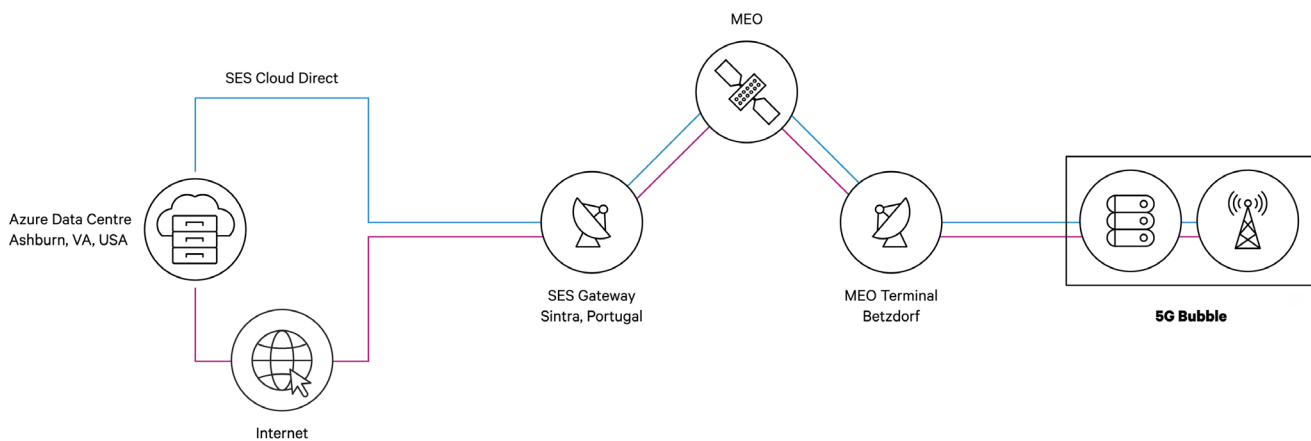 MEO
SES Cloud Direct
Azure Data Centre
Ashburn, VA, USA
SES Gateway
Sintra, Portugal
MEO Terminal
Betzdorf
5G Bubble
Internet